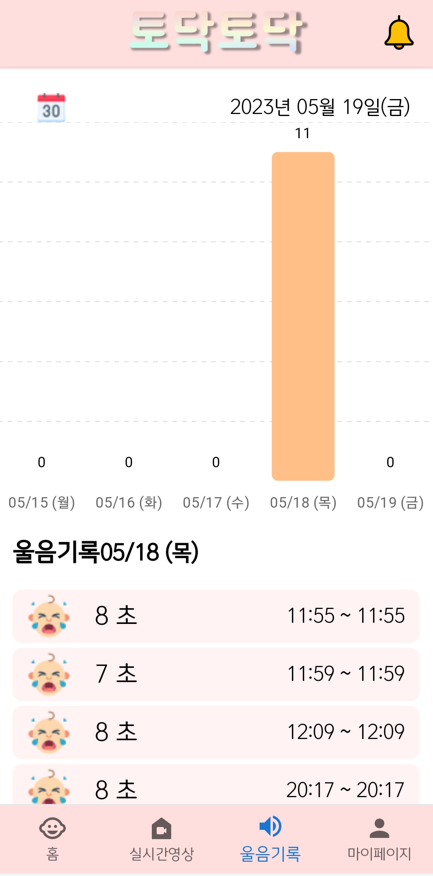 토닥토닥
30
2023년 05월 19일(금)
11
0
0
0
0
05/15 (월)
05/16 (화)
05/17 (수)
05/18 (목)
05/19 (금)
울음기록05/18 (목)
8 초 11:55 ~ 11:55
7 초 11:59 ~ 11:59
8 초 12:09 ~ 12:09
8 초 20:17 ~ 20:17
홈
실시간영상
울음기록
마이페이지